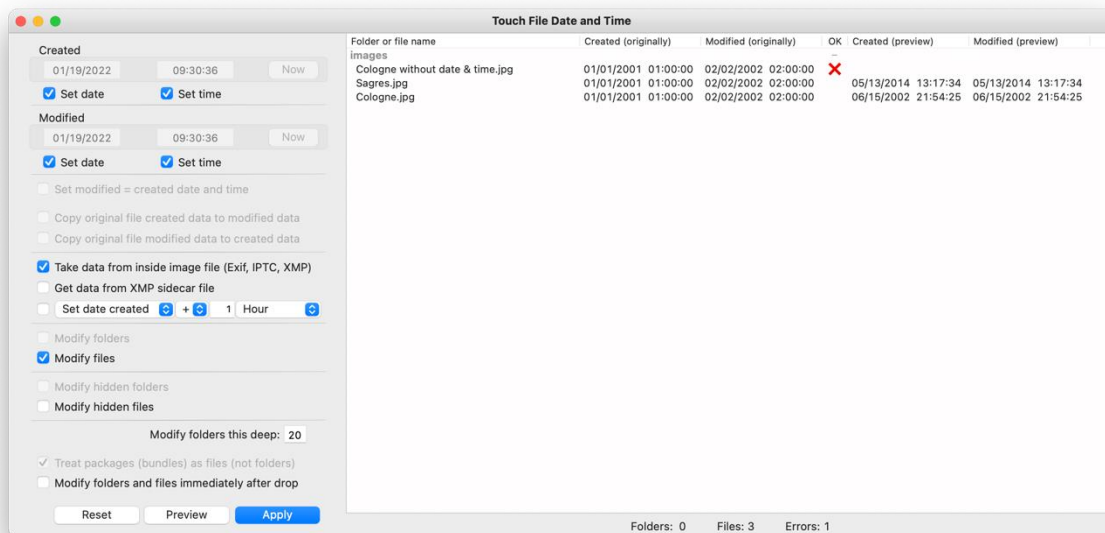 Touch File Date and Time
Created
01/19/2022 09:30:36 Now
Set date Set time
Modified
01/19/2022 09:30:36 Now
Set date Set time
Set modified = created date and time
Copy original file created data to modified data
Copy original file modified data to created data
Take data from inside image file (Exif, IPTC, XMP)
Get data from XMP sidecar file
Set date created + 1 Hour
Modify folders
Modify files
Modify hidden folders
Modify hidden files
Modify folders this deep: 20
Treat packages (bundles) as files (not folders)
Modify folders and files immediately after drop
Reset Preview Apply
Folder or file name Created (originally) Modified (originally) OK Created (preview) Modified (preview)
images –
Cologne without date & time.jpg 01/01/2001 01:00:00 02/02/2002 02:00:00
Sagres.jpg 01/01/2001 01:00:00 02/02/2002 02:00:00 05/13/2014 13:17:34 05/13/2014 13:17:34
Cologne.jpg 01/01/2001 01:00:00 02/02/2002 02:00:00 06/15/2002 21:54:25 06/15/2002 21:54:25
Folders: 0 Files: 3 Errors: 1